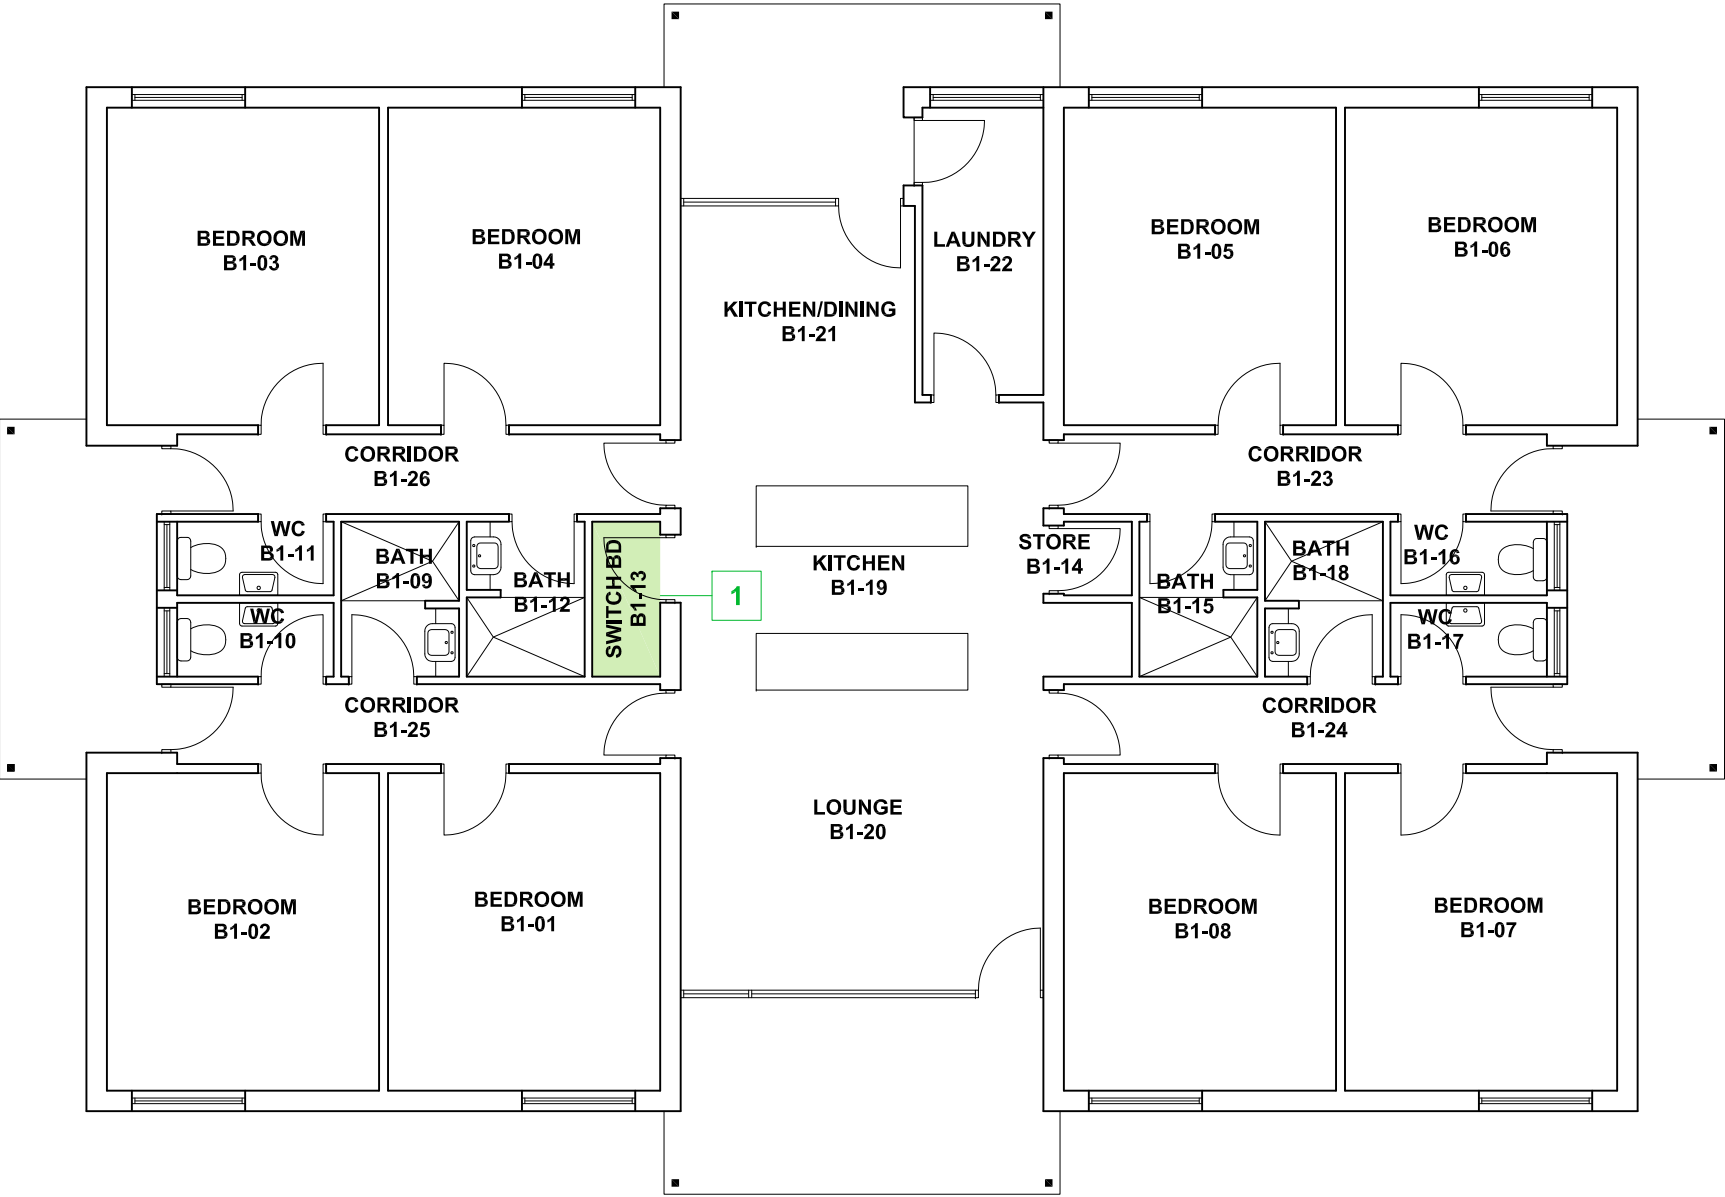 BEDROOM
B1-03
BEDROOM
B1-04
BEDROOM
B1-05
BEDROOM
B1-06
LAUNDRY
B1-22
KITCHEN/DINING
B1-21
CORRIDOR
B1-26
CORRIDOR
B1-23
WC
B1-11
BATH
B1-09
BATH
B1-12
SWITCH BD
B1-13
1
KITCHEN
B1-19
STORE
B1-14
BATH
B1-15
BATH
B1-18
WC
B1-16
WC
B1-10
WC
B1-17
CORRIDOR
B1-25
CORRIDOR
B1-24
LOUNGE
B1-20
BEDROOM
B1-02
BEDROOM
B1-01
BEDROOM
B1-08
BEDROOM
B1-07